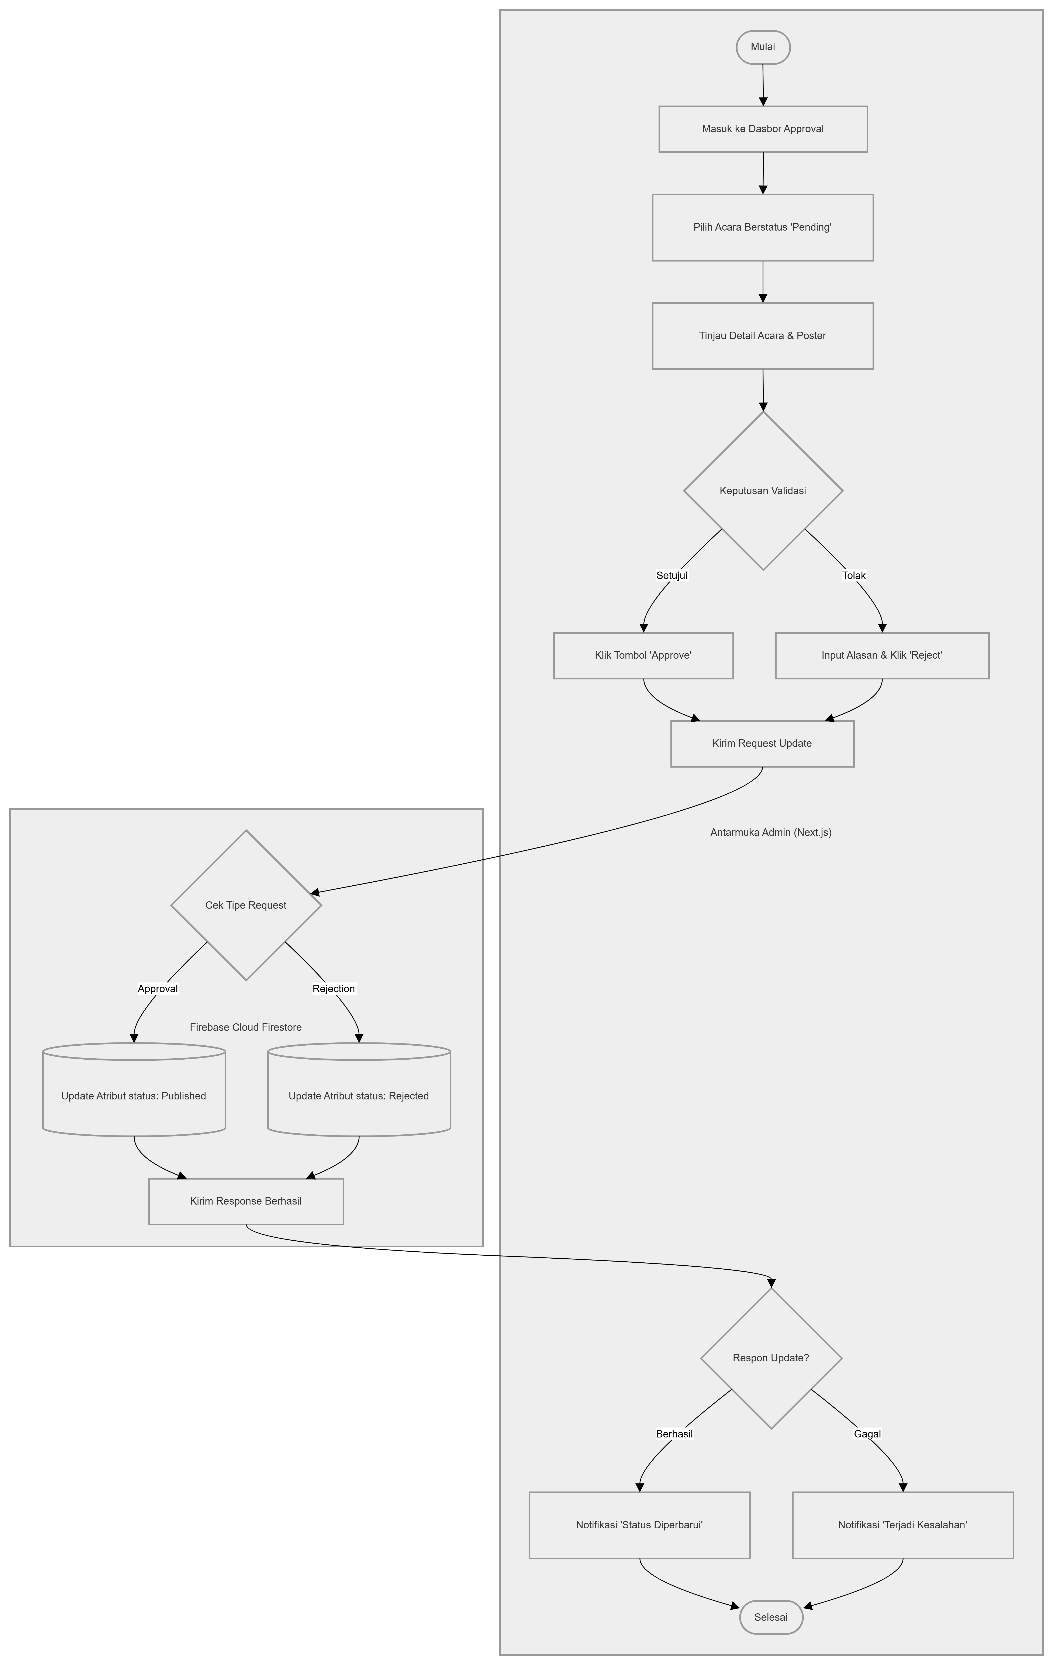 Mulai
Masuk ke Dasbor Approval
Pilih Acara Berstatus 'Pending'
Tinjau Detail Acara & Poster
Keputusan Validasi
Setujui
Tolak
Klik Tombol 'Approve'
Input Alasan & Klik 'Reject'
Kirim Request Update
Antarmuka Admin (Next.js)
Cek Tipe Request
Approval
Rejection
Firebase Cloud Firestore
Update Atribut status: Published
Update Atribut status: Rejected
Kirim Response Berhasil
Respon Update?
Berhasil
Gagal
Notifikasi 'Status Diperbarui'
Notifikasi 'Terjadi Kesalahan'
Selesai